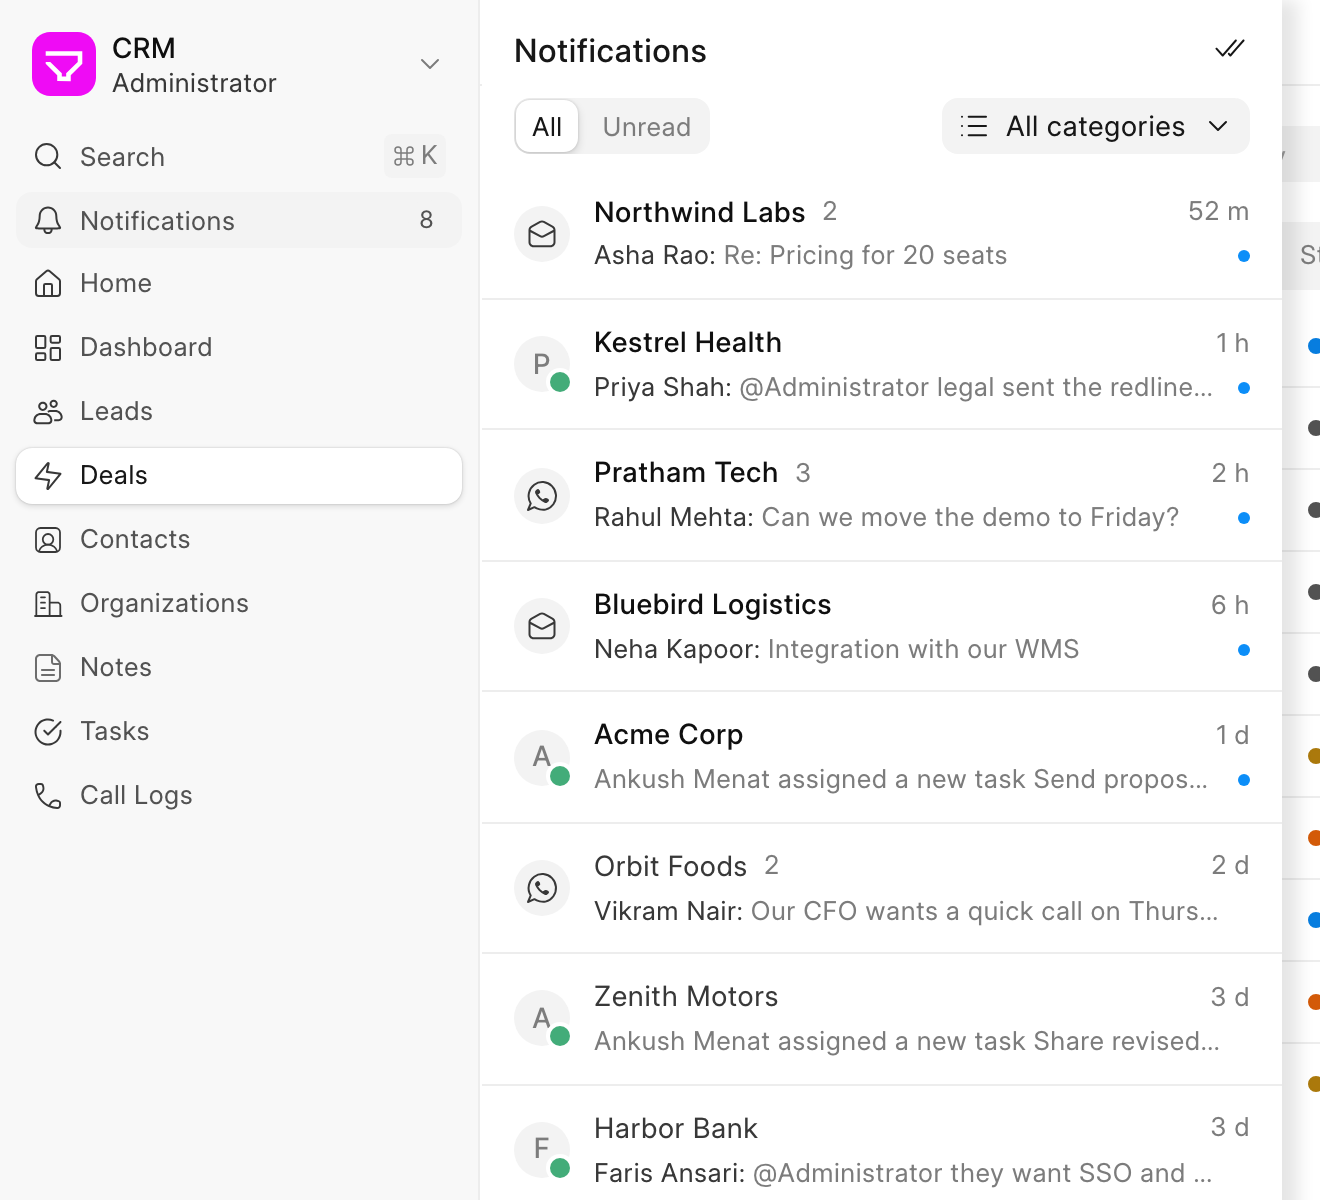 CRM
Administrator
Search
⌘ K
Notifications
8
Home
Dashboard
Leads
Deals
Contacts
Organizations
Notes
Tasks
Call Logs
Notifications
All
Unread
All categories
Northwind Labs 2 52 m
Asha Rao: Re: Pricing for 20 seats
P
Kestrel Health 1 h
Priya Shah: @Administrator legal sent the redline...
Pratham Tech 3 2 h
Rahul Mehta: Can we move the demo to Friday?
Bluebird Logistics 6 h
Neha Kapoor: Integration with our WMS
A
Acme Corp 1 d
Ankush Menat assigned a new task Send propos...
Orbit Foods 2 2 d
Vikram Nair: Our CFO wants a quick call on Thurs...
A
Zenith Motors 3 d
Ankush Menat assigned a new task Share revised...
F
Harbor Bank 3 d
Faris Ansari: @Administrator they want SSO and ...